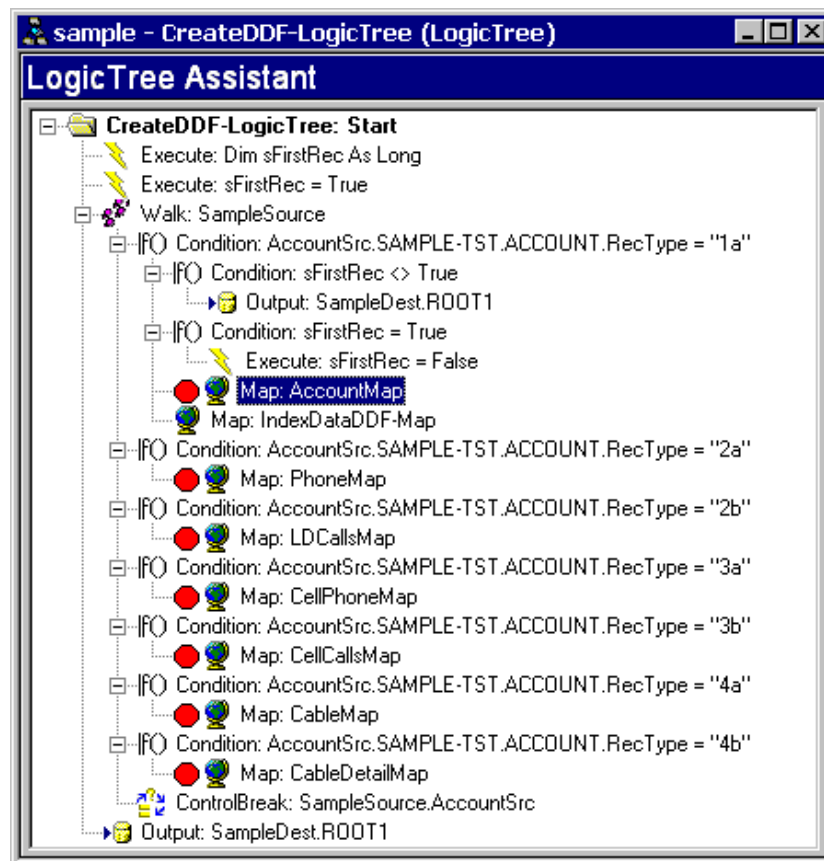 sample - CreateDDF-LogicTree (LogicTree)
LogicTree Assistant
CreateDDF-LogicTree: Start
Execute: Dim sFirstRec As Long
Execute: sFirstRec = True
Walk: SampleSource
If() Condition: AccountSrc.SAMPLE-TST.ACCOUNT.RecType = "1a"
If() Condition: sFirstRec <> True
Output: SampleDest.ROOT1
If() Condition: sFirstRec = True
Execute: sFirstRec = False
Map: AccountMap
Map: IndexDataDDF-Map
If() Condition: AccountSrc.SAMPLE-TST.ACCOUNT.RecType = "2a"
Map: PhoneMap
If() Condition: AccountSrc.SAMPLE-TST.ACCOUNT.RecType = "2b"
Map: LDCallsMap
If() Condition: AccountSrc.SAMPLE-TST.ACCOUNT.RecType = "3a"
Map: CellPhoneMap
If() Condition: AccountSrc.SAMPLE-TST.ACCOUNT.RecType = "3b"
Map: CellCallsMap
If() Condition: AccountSrc.SAMPLE-TST.ACCOUNT.RecType = "4a"
Map: CableMap
If() Condition: AccountSrc.SAMPLE-TST.ACCOUNT.RecType = "4b"
Map: CableDetailMap
ControlBreak: SampleSource.AccountSrc
Output: SampleDest.ROOT1